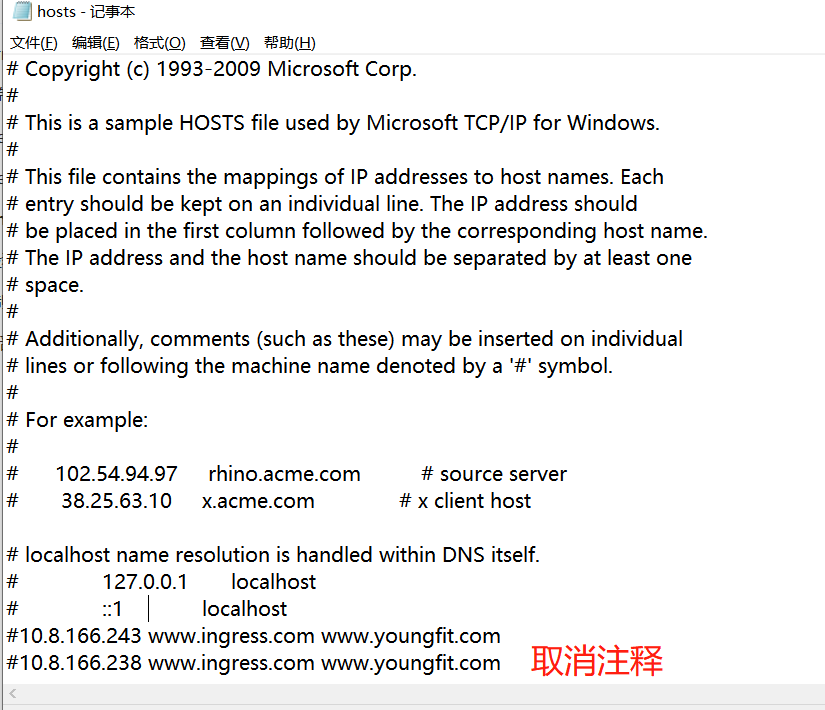 hosts - 记事本
文件(F) 编辑(E) 格式(O) 查看(V) 帮助(H)
# Copyright (c) 1993-2009 Microsoft Corp.
#
# This is a sample HOSTS file used by Microsoft TCP/IP for Windows.
#
# This file contains the mappings of IP addresses to host names. Each
# entry should be kept on an individual line. The IP address should
# be placed in the first column followed by the corresponding host name.
# The IP address and the host name should be separated by at least one
# space.
#
# Additionally, comments (such as these) may be inserted on individual
# lines or following the machine name denoted by a '#' symbol.
#
# For example:
#
#      102.54.94.97     rhino.acme.com          # source server
#       38.25.63.10     x.acme.com              # x client host

# localhost name resolution is handled within DNS itself.
#	127.0.0.1       localhost
#	::1             localhost
#10.8.166.243 www.ingress.com www.youngfit.com
#10.8.166.238 www.ingress.com www.youngfit.com 取消注释